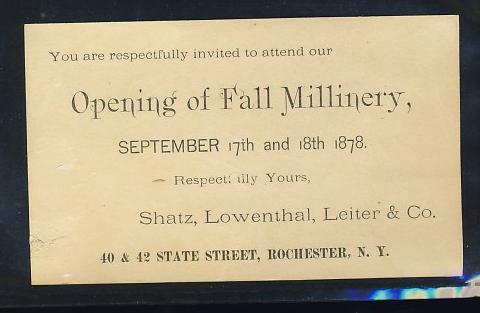 You are respectfully invited to attend our
Opening of Fall Millinery,
SEPTEMBER 17th and 18th 1878.
Respectfully Yours,
Shatz, Lowenthal, Leiter & Co.
40 & 42 STATE STREET, ROCHESTER, N. Y.